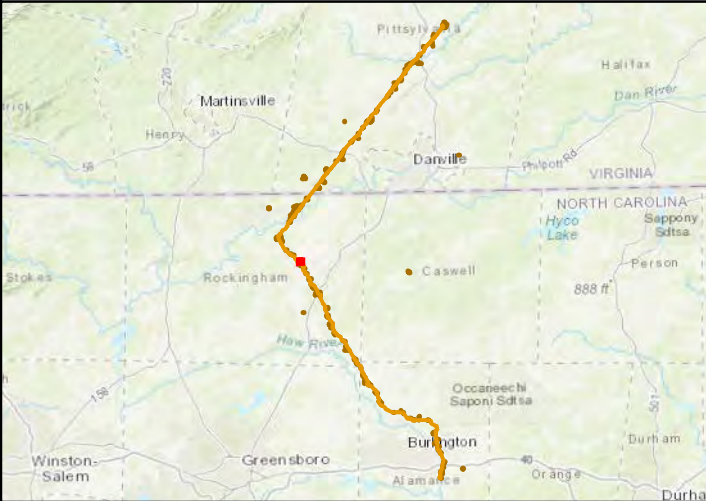 Pittsylvania
Halifax
220
Martinsville
Dan River
Henry
58
Danville
Philpott Rd
VIRGINIA
NORTH CAROLINA
Hyco
Lake
Sappony
Sdtsa
Stokes
Rockingham
Caswell
Person
888 ft
Haw River
158
Occaneechi
Saponi Sdtsa
501
Burlington
Durham
Winston-
Salem
Greensboro
40
Alamance
Orange